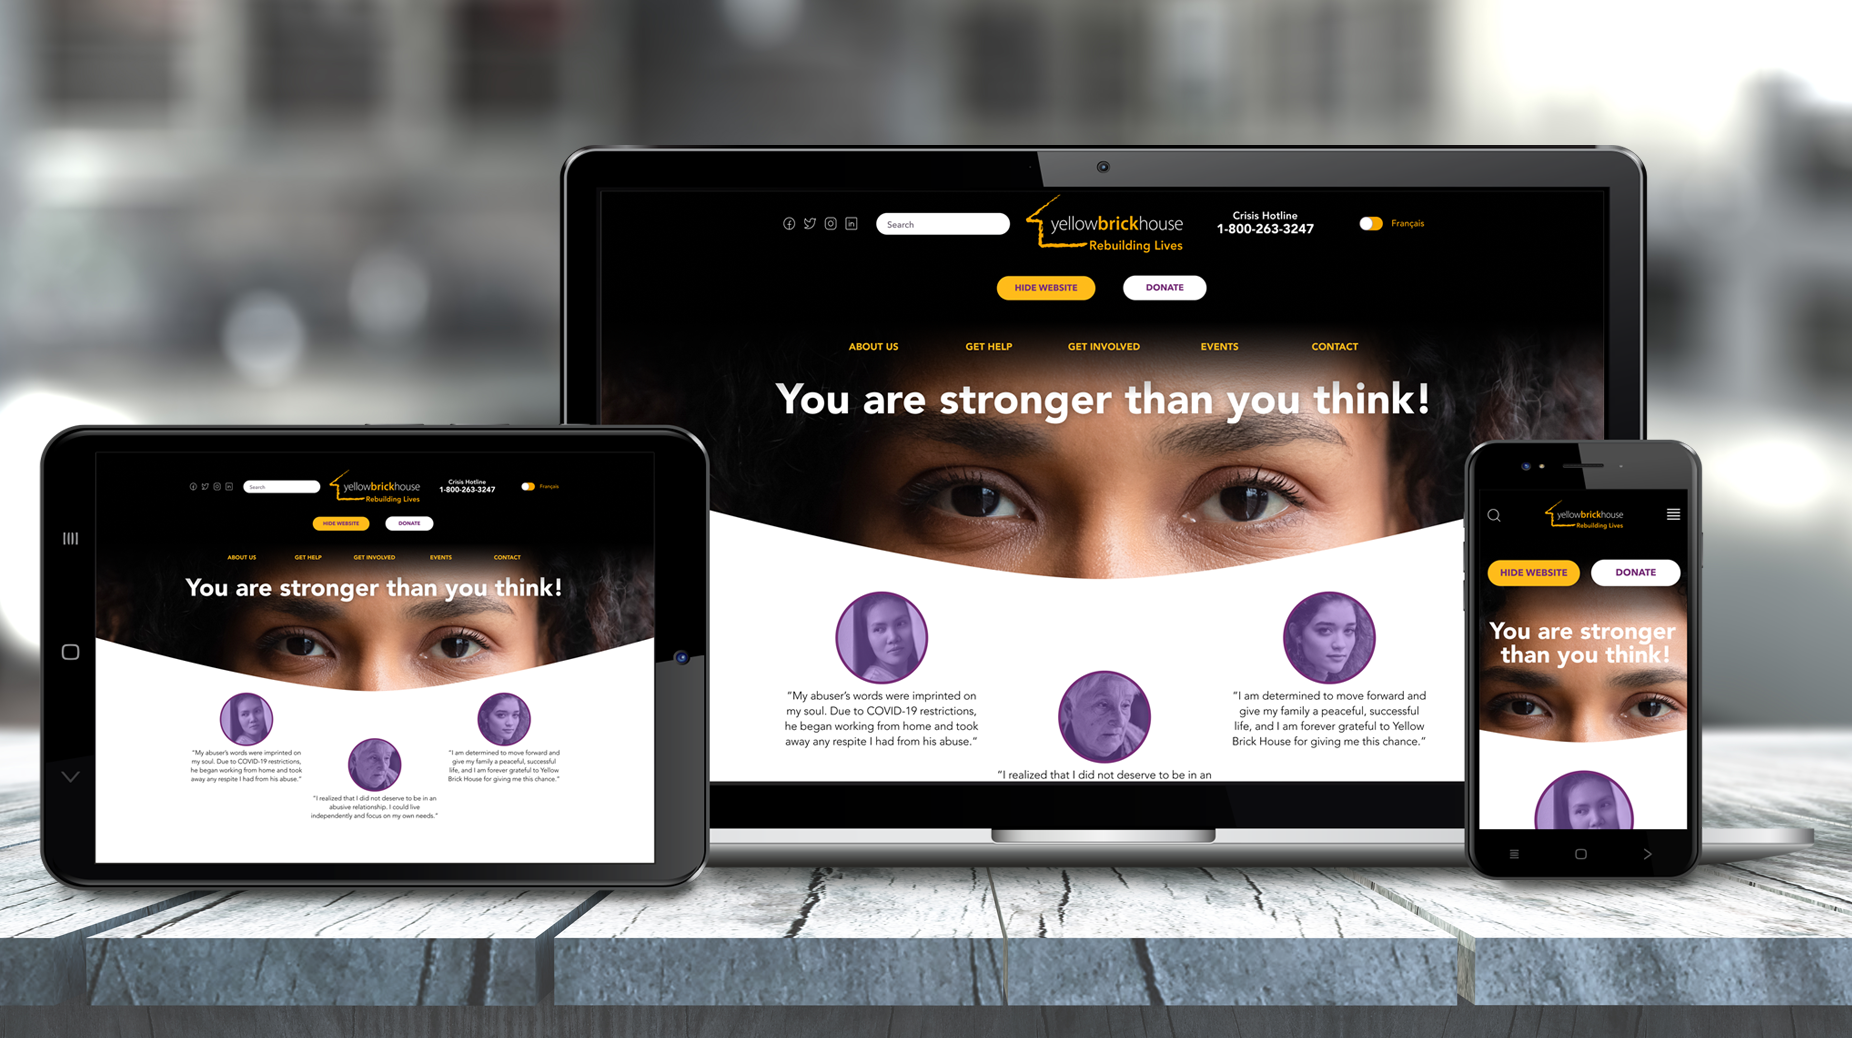 Search
yellowbrickhouse
Rebuilding Lives
Crisis Hotline
1-800-263-3247
Français
HIDE WEBSITE
DONATE
ABOUT US
GET HELP
GET INVOLVED
EVENTS
CONTACT
You are stronger than you think!
“My abuser’s words were imprinted on
my soul. Due to COVID-19 restrictions,
he began working from home and took
away any respite I had from his abuse.”
“I realized that I did not deserve to be in an
“I am determined to move forward and
give my family a peaceful, successful
life, and I am forever grateful to Yellow
Brick House for giving me this chance.”
Search
yellowbrickhouse
Rebuilding Lives
Crisis Hotline
1-800-263-3247
Français
HIDE WEBSITE
DONATE
ABOUT US
GET HELP
GET INVOLVED
EVENTS
CONTACT
You are stronger than you think!
“My abuser’s words were imprinted on
my soul. Due to COVID-19 restrictions,
he began working from home and took
away any respite I had from his abuse.”
“I realized that I did not deserve to be in an
abusive relationship. I could live
independently and focus on my own needs.”
“I am determined to move forward and
give my family a peaceful, successful
life, and I am forever grateful to Yellow
Brick House for giving me this chance.”
yellowbrickhouse
Rebuilding Lives
HIDE WEBSITE
DONATE
You are stronger
than you think!